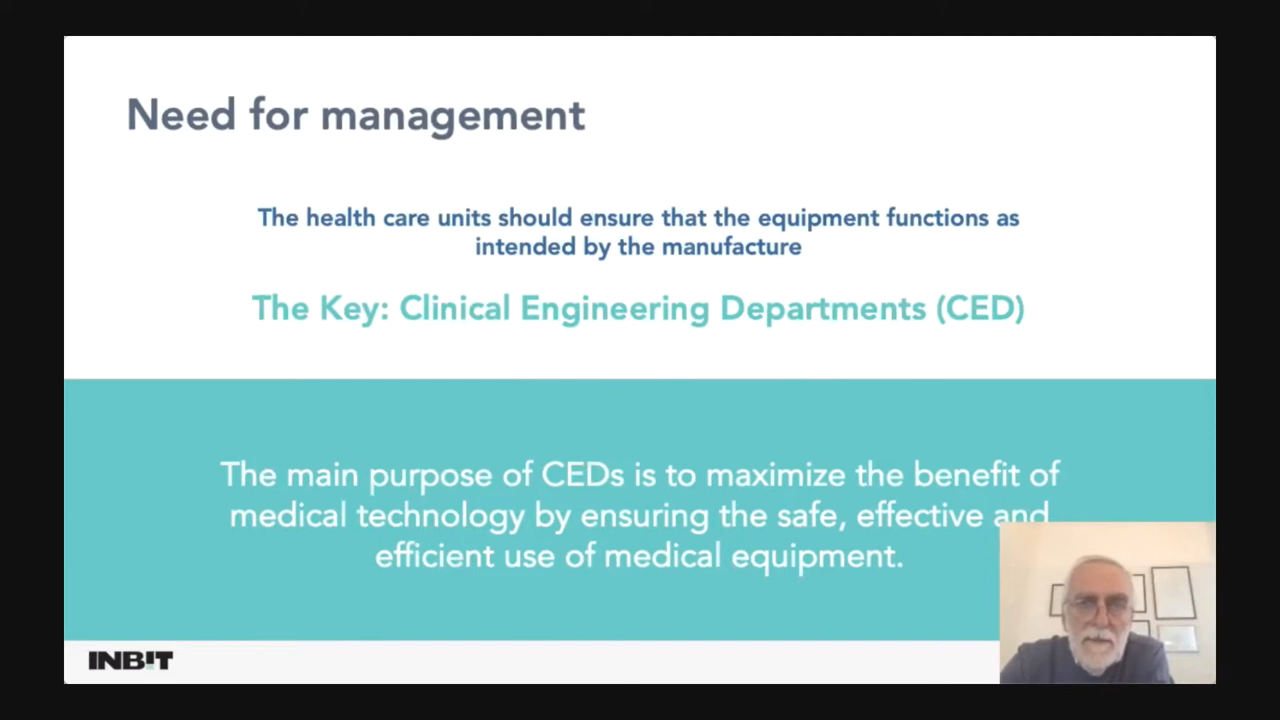 Need for management
The health care units should ensure that the equipment functions as
intended by the manufacture
The Key: Clinical Engineering Departments (CED)
The main purpose of CEDs is to maximize the benefit of
medical technology by ensuring the safe, effective and
efficient use of medical equipment.
INBIT